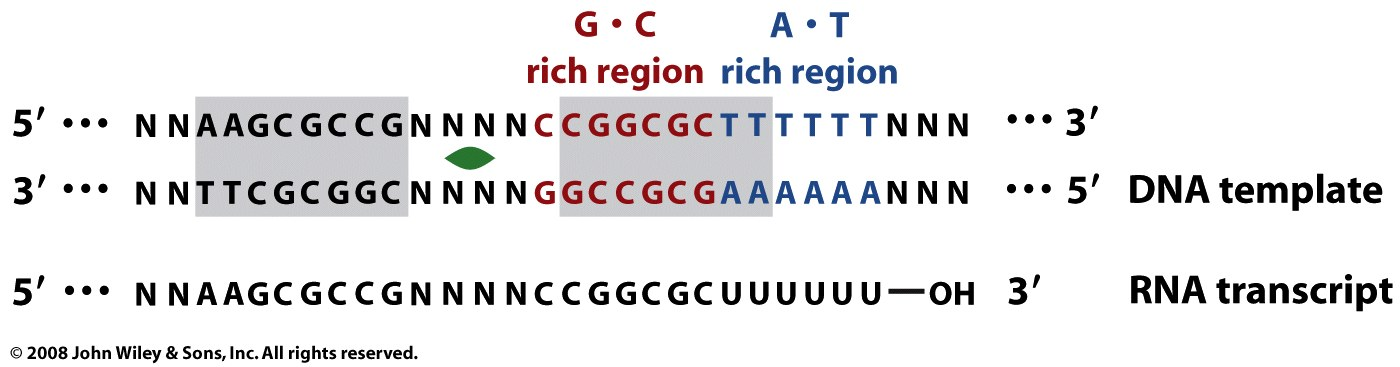 G · C A · T
rich region rich region
5′ ··· N N A A G C G C C G N N N N C C G G C G C T T T T T T N N N ··· 3′
3′ ··· N N T T C G C G G C N N N N G G C C G C G A A A A A A N N N ··· 5′ DNA template
5′ ··· N N A A G C G C C G N N N N C C G G C G C U U U U U U — OH 3′ RNA transcript
© 2008 John Wiley & Sons, Inc. All rights reserved.